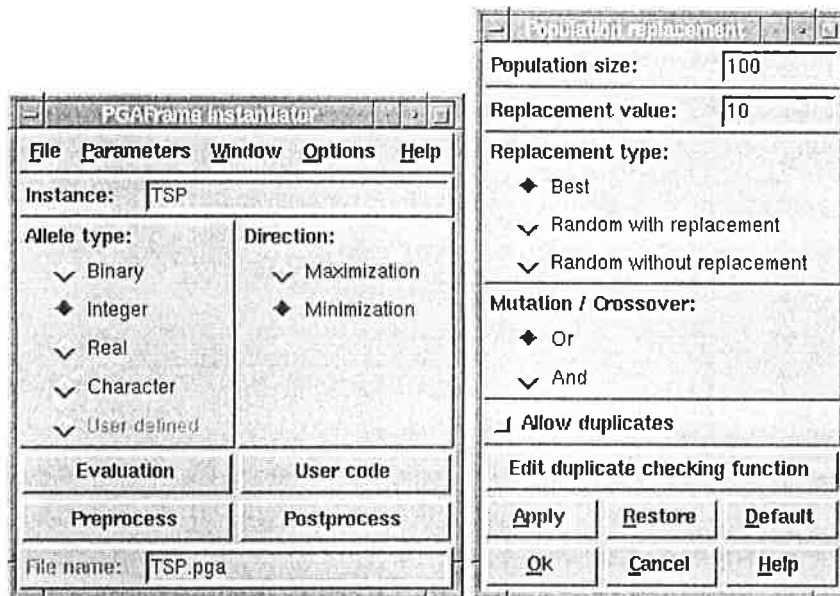 PGAFrame Instantiator
File Parameters Window Options Help
Instance: TSP
Allele type:
Binary
Integer
Real
Character
User defined
Direction:
Maximization
Minimization
Evaluation User code
Preprocess Postprocess
File name: TSP.pga
Population replacement
Population size: 100
Replacement value: 10
Replacement type:
Best
Random with replacement
Random without replacement
Mutation / Crossover:
Or
And
Allow duplicates
Edit duplicate checking function
Apply Restore Default
Ok Cancel Help